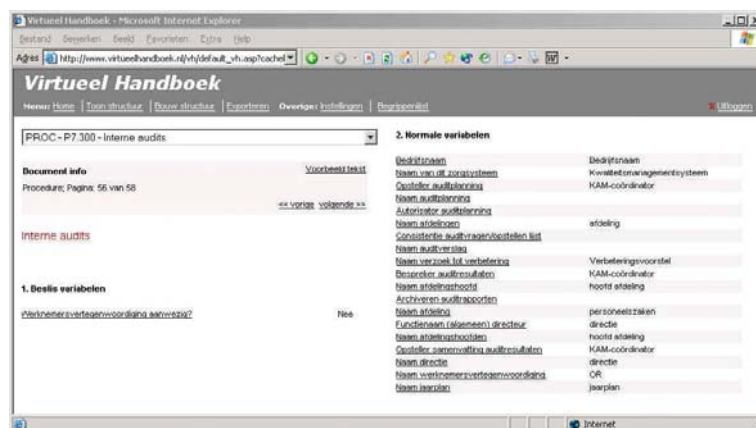 Virtueel Handboek - Microsoft Internet Explorer
Bestand Bewerken Beeld Favorieten Extra Help
Adres http://www.virtueelhandboek.nl/vh/default_vh.asp?cachel
Virtueel Handboek
Menu: Home | Toon structuur | Bouw structuur | Exporteren Overige: Instellingen | Begrippenlijst x Uitloggen
PROC - P7.300 - Interne audits
Document info Voorbeeld tekst
Procedure; Pagina: 56 van 58
<< vorige volgende >>
Interne audits
1. Beslis variabelen
Werknemersvertegenwoordiging aanwezig? Nee
2. Normale variabelen
Bedrijfsnaam Bedrijfsnaam
Naam van dit zorgsysteem Kwaliteitsmanagementsysteem
Opsteller auditplanning KAM-coördinator
Naam auditplanning
Autorisator auditplanning
Naam afdelingen afdeling
Consistentie auditvragen/opstellen lijst
Naam auditverslag
Naam verzoek tot verbetering Verbeteringsvoorstel
Bespreker auditresultaten KAM-coördinator
Naam afdelingshoofd hoofd afdeling
Archiveren auditrapporten
Naam afdeling personeelszaken
Functienaam (algemeen) directeur directie
Naam afdelingshoofden hoofd afdeling
Opsteller samenvatting auditresultaten KAM-coördinator
Naam directie directie
Naam werknemersvertegenwoordiging OR
Naam jaarplan jaarplan
Internet